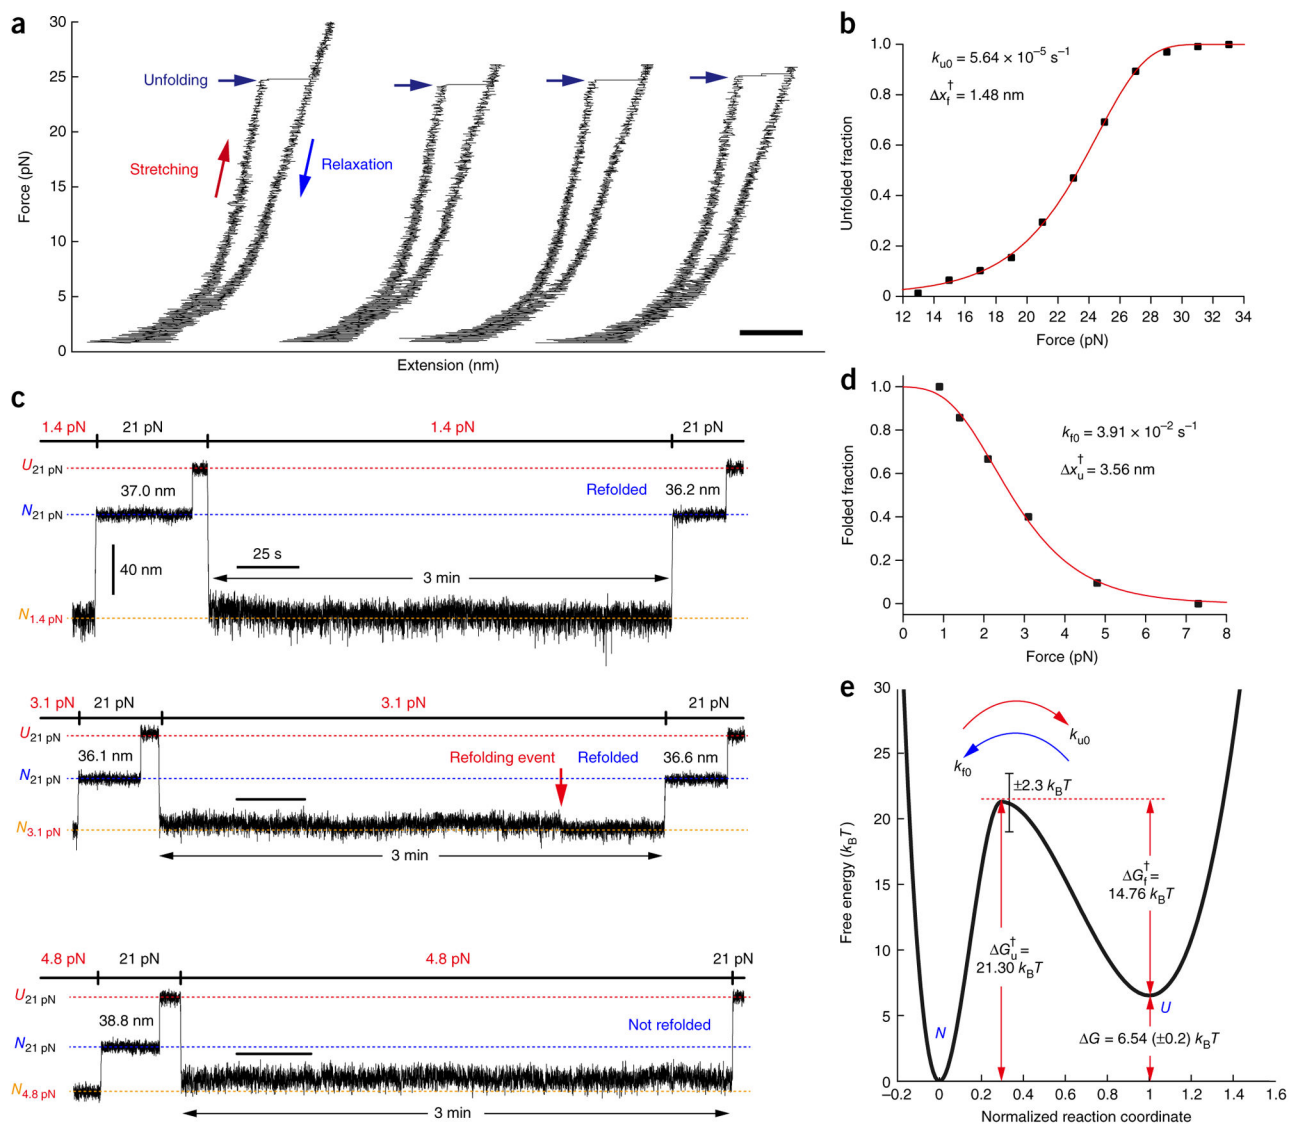 a
30
25
20
15
10
5
0
Force (pN)
Unfolding
Stretching
Relaxation
Extension (nm)
b
1.0
0.8
0.6
0.4
0.2
0
12 14 16 18 20 22 24 26 28 30 32 34
Unfolded fraction
Force (pN)
k_u0 = 5.64 × 10⁻⁵ s⁻¹
Δx_f^† = 1.48 nm
c
1.4 pN 21 pN 1.4 pN 21 pN
U_21 pN
37.0 nm Refolded 36.2 nm
N_21 pN
40 nm
25 s
3 min
N_1.4 pN
3.1 pN 21 pN 3.1 pN 21 pN
U_21 pN
36.1 nm Refolding event Refolded 36.6 nm
N_21 pN
N_3.1 pN
3 min
4.8 pN 21 pN 4.8 pN 21 pN
U_21 pN
38.8 nm Not refolded
N_21 pN
N_4.8 pN
3 min
d
1.0
0.8
0.6
0.4
0.2
0
0 1 2 3 4 5 6 7 8
Folded fraction
Force (pN)
k_f0 = 3.91 × 10⁻² s⁻¹
Δx_u^† = 3.56 nm
e
30
25
20
15
10
5
0
−0.2 0 0.2 0.4 0.6 0.8 1.0 1.2 1.4 1.6
Free energy (k_BT)
Normalized reaction coordinate
k_u0
k_f0
±2.3 k_BT
ΔG_f^† =
14.76 k_BT
ΔG_u^† =
21.30 k_BT
N
U
ΔG = 6.54 (±0.2) k_BT